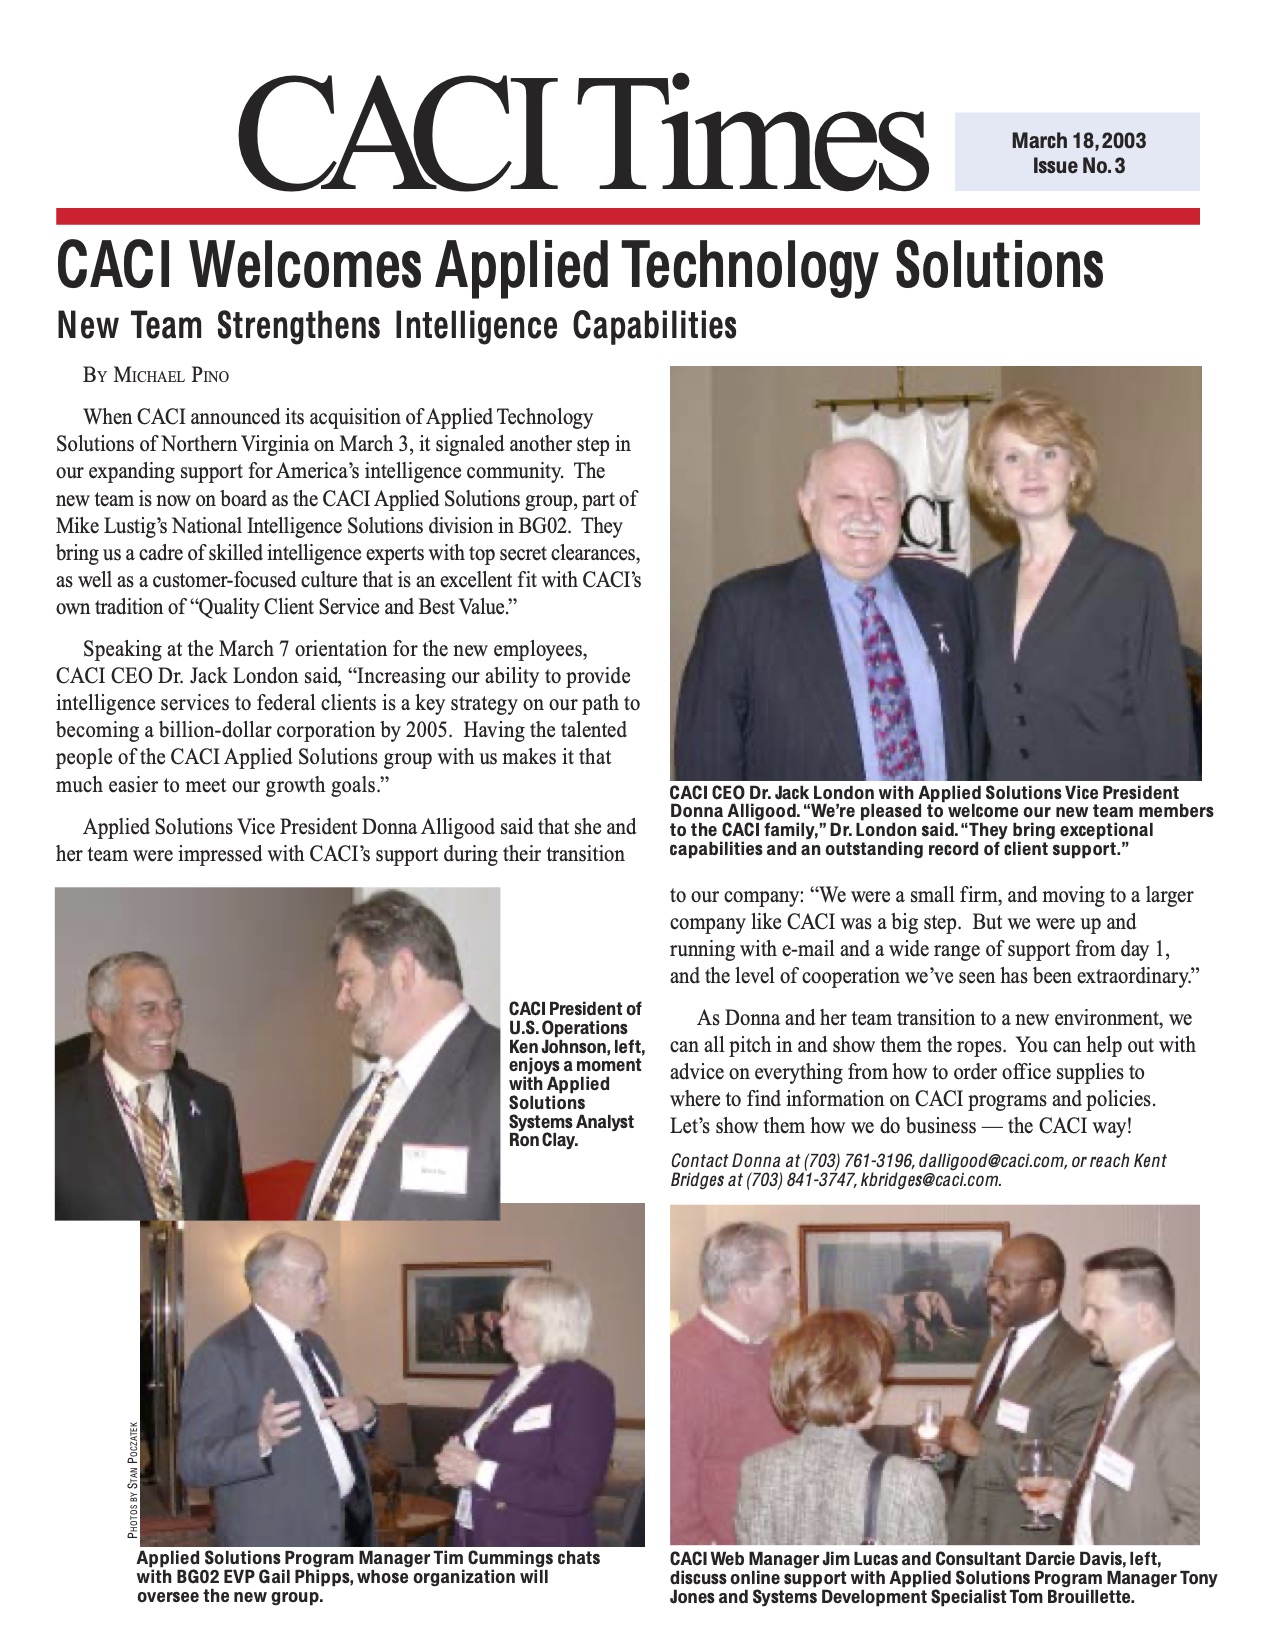 CACI Times
March 18, 2003
Issue No. 3
CACI Welcomes Applied Technology Solutions
New Team Strengthens Intelligence Capabilities
BY MICHAEL PINO
When CACI announced its acquisition of Applied Technology
Solutions of Northern Virginia on March 3, it signaled another step in
our expanding support for America's intelligence community. The
new team is now on board as the CACI Applied Solutions group, part of
Mike Lustig's National Intelligence Solutions division in BG02. They
bring us a cadre of skilled intelligence experts with top secret clearances,
as well as a customer-focused culture that is an excellent fit with CACI's
own tradition of “Quality Client Service and Best Value.”
Speaking at the March 7 orientation for the new employees,
CACI CEO Dr. Jack London said, “Increasing our ability to provide
intelligence services to federal clients is a key strategy on our path to
becoming a billion-dollar corporation by 2005. Having the talented
people of the CACI Applied Solutions group with us makes it that
much easier to meet our growth goals.”
Applied Solutions Vice President Donna Alligood said that she and
her team were impressed with CACI's support during their transition
CACI
CACI CEO Dr. Jack London with Applied Solutions Vice President
Donna Alligood. “We're pleased to welcome our new team members
to the CACI family,” Dr. London said. “They bring exceptional
capabilities and an outstanding record of client support.”
to our company: “We were a small firm, and moving to a larger
company like CACI was a big step. But we were up and
running with e-mail and a wide range of support from day 1,
and the level of cooperation we've seen has been extraordinary.”
As Donna and her team transition to a new environment, we
can all pitch in and show them the ropes. You can help out with
advice on everything from how to order office supplies to
where to find information on CACI programs and policies.
Let's show them how we do business — the CACI way!
Contact Donna at (703) 761-3196, dalligood@caci.com, or reach Kent
Bridges at (703) 841-3747, kbridges@caci.com.
CACI President of
U.S. Operations
Ken Johnson, left,
enjoys a moment
with Applied
Solutions
Systems Analyst
Ron Clay.
PHOTOS BY STAN POCZATEK
Applied Solutions Program Manager Tim Cummings chats
with BG02 EVP Gail Phipps, whose organization will
oversee the new group.
CACI Web Manager Jim Lucas and Consultant Darcie Davis, left,
discuss online support with Applied Solutions Program Manager Tony
Jones and Systems Development Specialist Tom Brouillette.